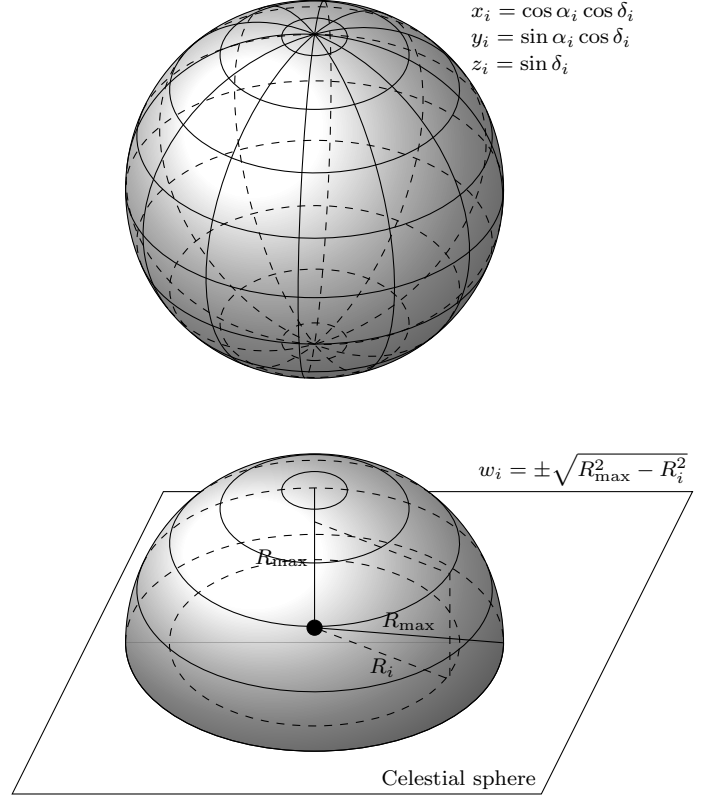 x_i = cos α_i cos δ_i
y_i = sin α_i cos δ_i
z_i = sin δ_i
w_i = ±√(R_max^2 − R_i^2)
R_max
R_max
R_i
Celestial sphere